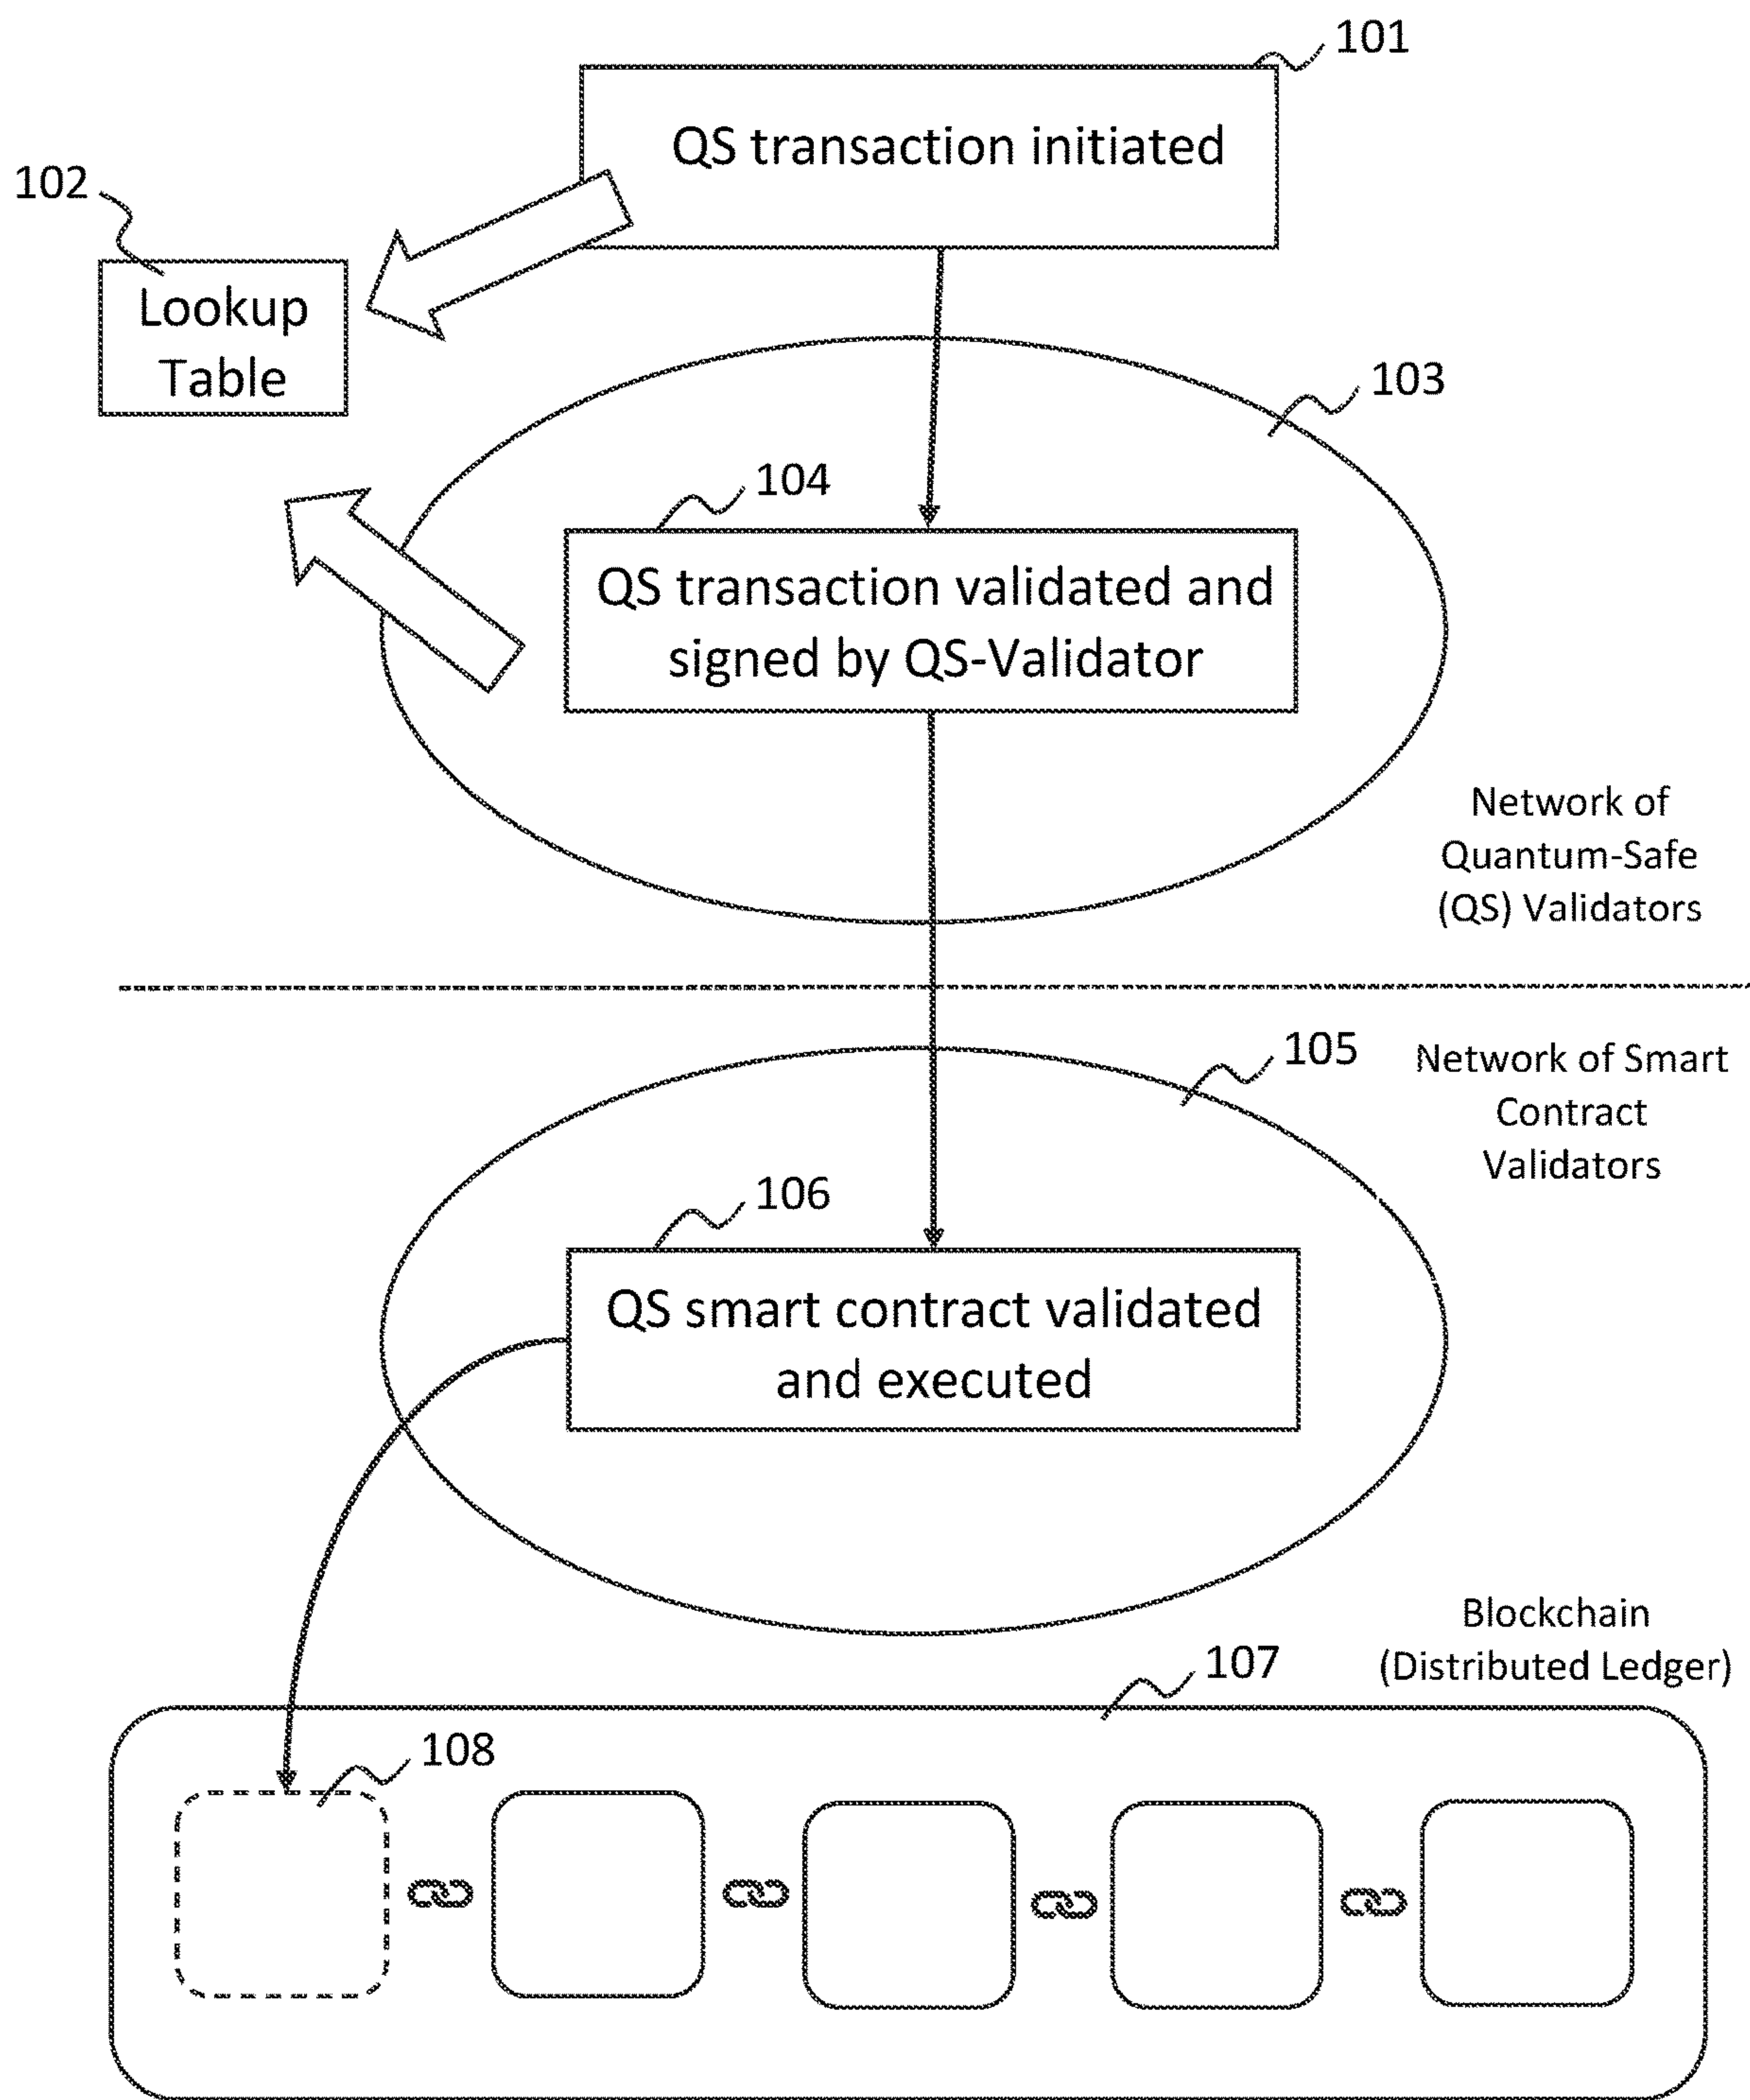 101
QS transaction initiated
102
Lookup
Table
103
104
QS transaction validated and
signed by QS-Validator
Network of
Quantum-Safe
(QS) Validators
105
Network of Smart
Contract
Validators
106
QS smart contract validated
and executed
Blockchain
(Distributed Ledger)
107
108